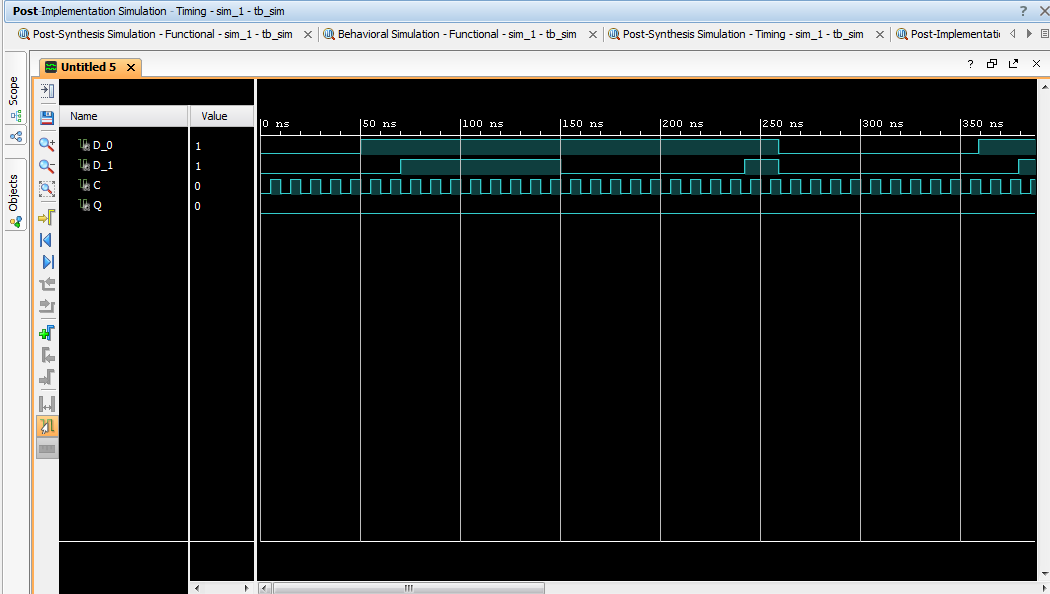 Post-Implementation Simulation - Timing - sim_1 - tb_sim
Post-Synthesis Simulation - Functional - sim_1 - tb_sim
Behavioral Simulation - Functional - sim_1 - tb_sim
Post-Synthesis Simulation - Timing - sim_1 - tb_sim
Post-Implementati
Scope
Objects
Untitled 5
Name Value
0 ns 50 ns 100 ns 150 ns 200 ns 250 ns 300 ns 350 ns
D_0 1
D_1 1
C 0
Q 0